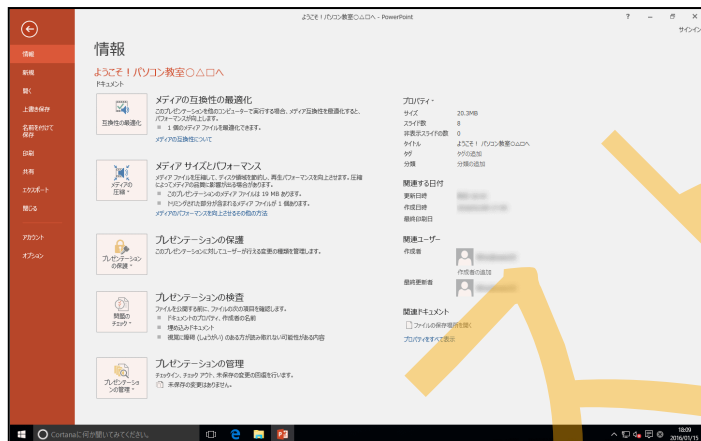 ようこそ！パソコン教室○△□へ - PowerPoint
?
サインイン
情報
新規
開く
上書き保存
名前を付けて
保存
印刷
共有
エクスポート
閉じる
アカウント
オプション
情報
ようこそ！パソコン教室○△□へ
ドキュメント
互換性の最適化
メディアの互換性の最適化
このプレゼンテーションを他のコンピューターで実行する場合、メディア互換性を最適化すると、
パフォーマンスが向上します。
1 個のメディア ファイルを最適化できます。
メディアの互換性について
メディアの
圧縮
メディア サイズとパフォーマンス
メディア ファイルを圧縮して、ディスク領域を節約し、再生パフォーマンスを向上させます。圧縮
によってメディアの品質に影響が出る場合があります。
このプレゼンテーションのメディア ファイルは 19 MB あります。
トリミングされた部分が含まれるメディア ファイルが 1 個あります。
メディアのパフォーマンスを向上させるその他の方法
プレゼンテーション
の保護
プレゼンテーションの保護
このプレゼンテーションに対してユーザーが行える変更の種類を管理します。
問題の
チェック
プレゼンテーションの検査
ファイルを公開する前に、ファイルの次の項目を確認します。
ドキュメントのプロパティ、作成者の名前
埋め込みドキュメント
視覚に障碍 (しょうがい) のある方が読み取れない可能性がある内容
プレゼンテーショ
ンの管理
プレゼンテーションの管理
チェックイン、チェック アウト、未保存の変更の回復を行います。
未保存の変更はありません。
プロパティ
サイズ 20.3MB
スライド数 8
非表示スライドの数 0
タイトル ようこそ！ パソコン教室○△□へ
タグ タグの追加
分類 分類の追加
関連する日付
更新日時
作成日時
最終印刷日
関連ユーザー
作成者
作成者の追加
最終更新者
関連ドキュメント
ファイルの保存場所を開く
プロパティをすべて表示
Cortanaに何か聞いてみてください。
18:09
2016/01/15